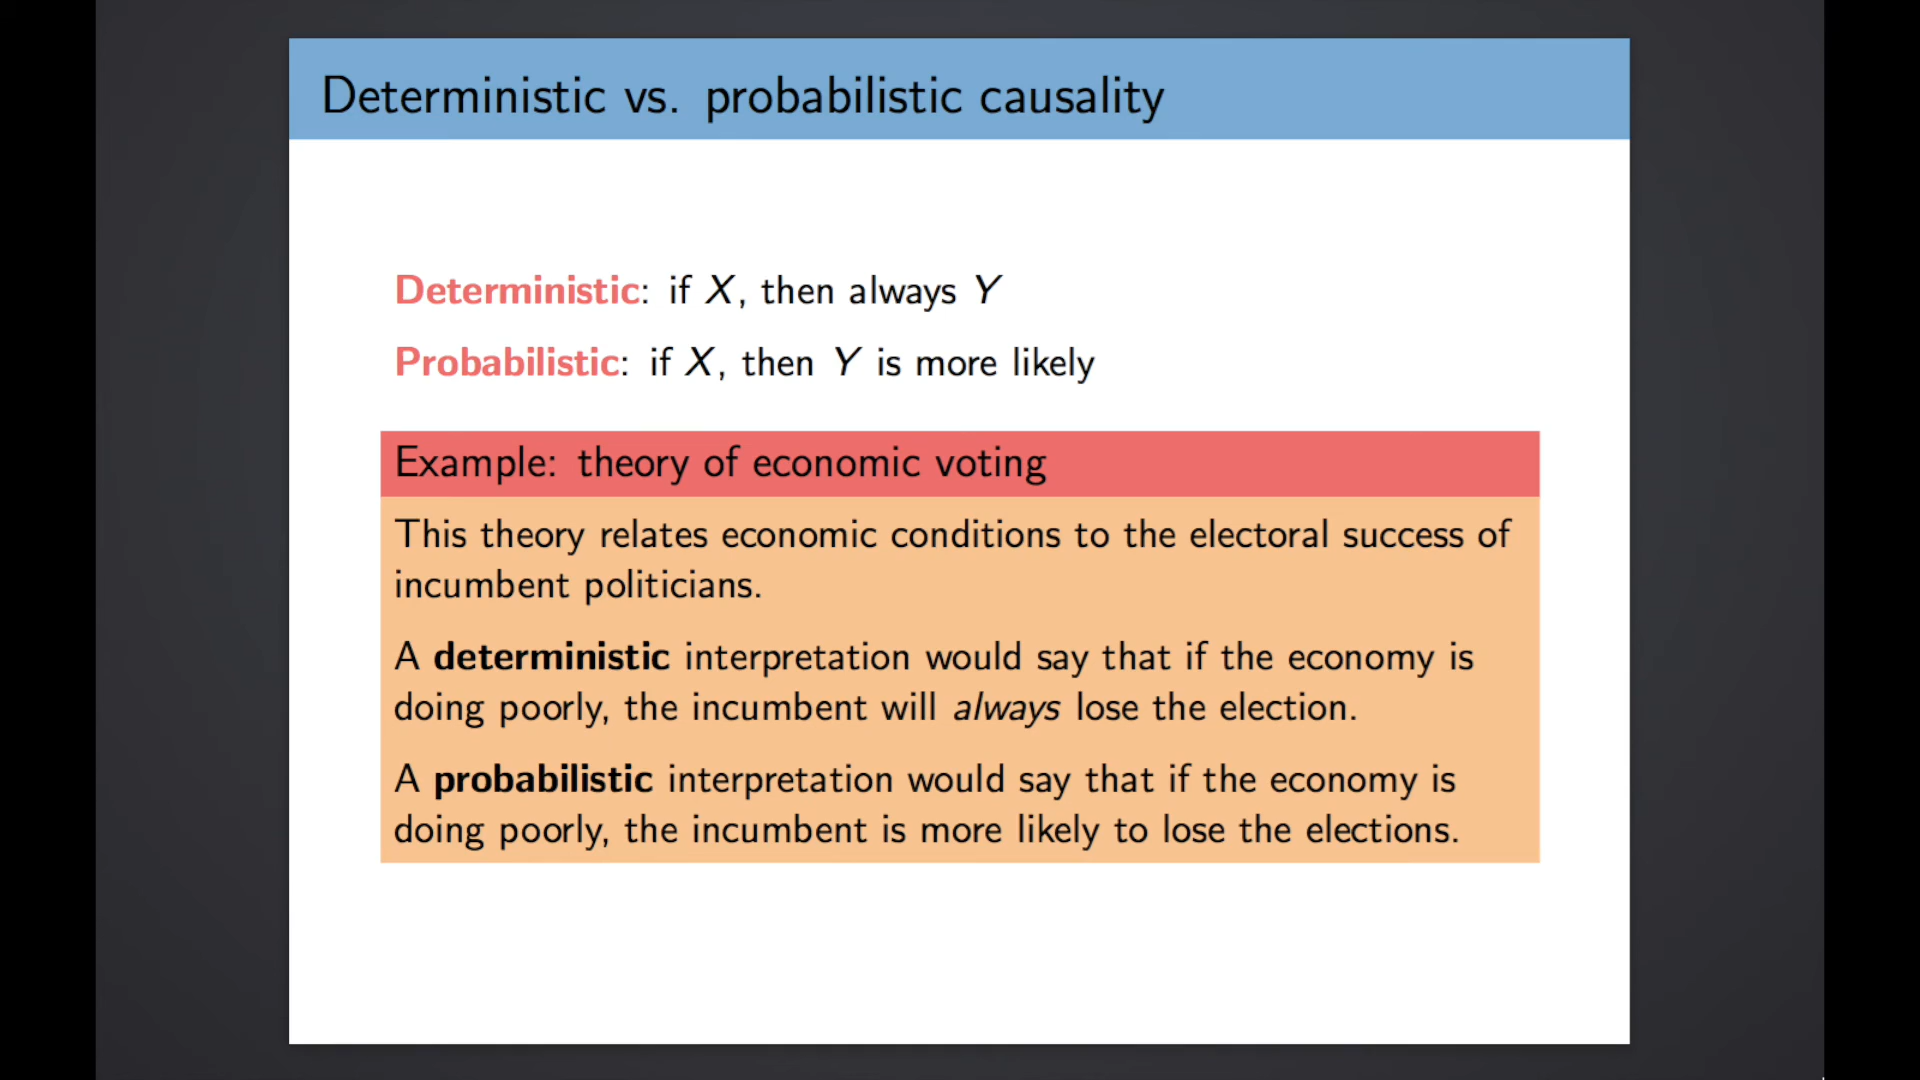 Deterministic vs. probabilistic causality
Deterministic: if X, then always Y
Probabilistic: if X, then Y is more likely
Example: theory of economic voting
This theory relates economic conditions to the electoral success of
incumbent politicians.
A deterministic interpretation would say that if the economy is
doing poorly, the incumbent will always lose the election.
A probabilistic interpretation would say that if the economy is
doing poorly, the incumbent is more likely to lose the elections.